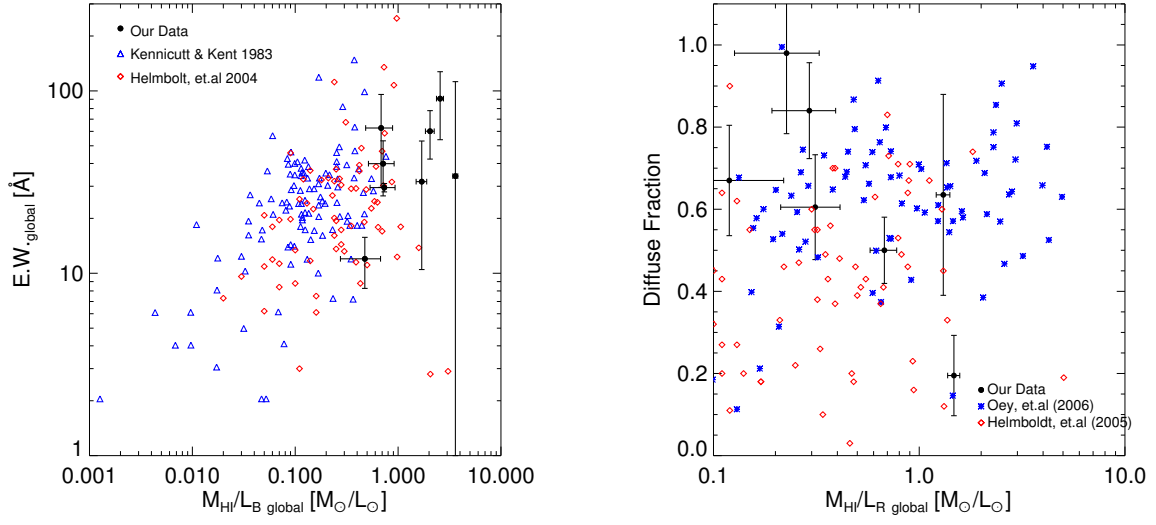 Our Data
Kennicutt & Kent 1983
Helmbolt, et.al 2004
100
10
1
E.W.global [Å]
0.001 0.010 0.100 1.000 10.000
MHI/LB global [M⊙/L⊙]
1.0
0.8
0.6
0.4
0.2
0.0
Diffuse Fraction
Our Data
Oey, et.al (2006)
Helmboldt, et.al (2005)
0.1 1.0 10.0
MHI/LR global [M⊙/L⊙]